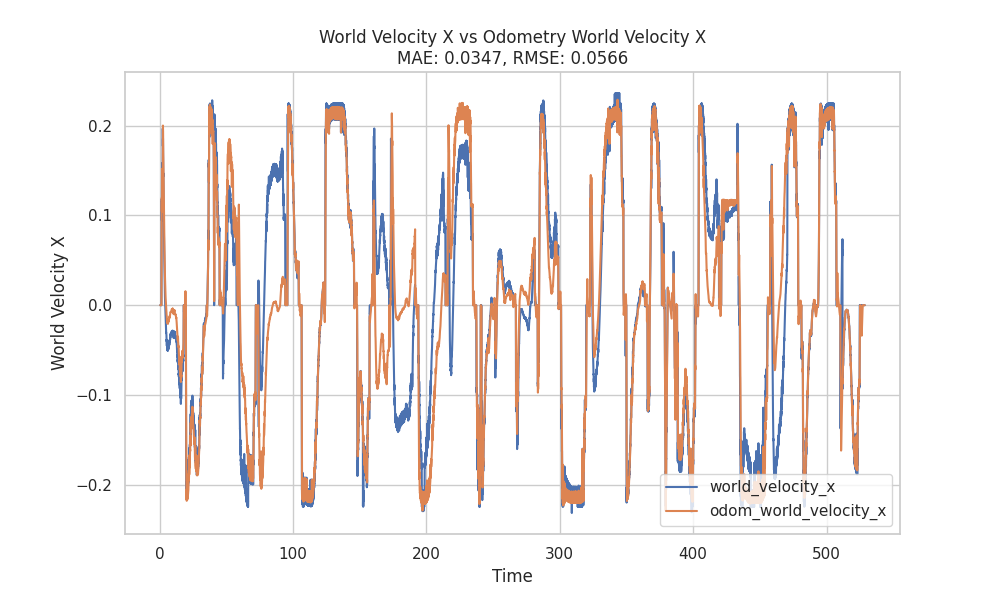 World Velocity X vs Odometry World Velocity X
MAE: 0.0347, RMSE: 0.0566
World Velocity X
0.2
0.1
0.0
−0.1
−0.2
0 100 200 300 400 500
Time
world_velocity_x
odom_world_velocity_x